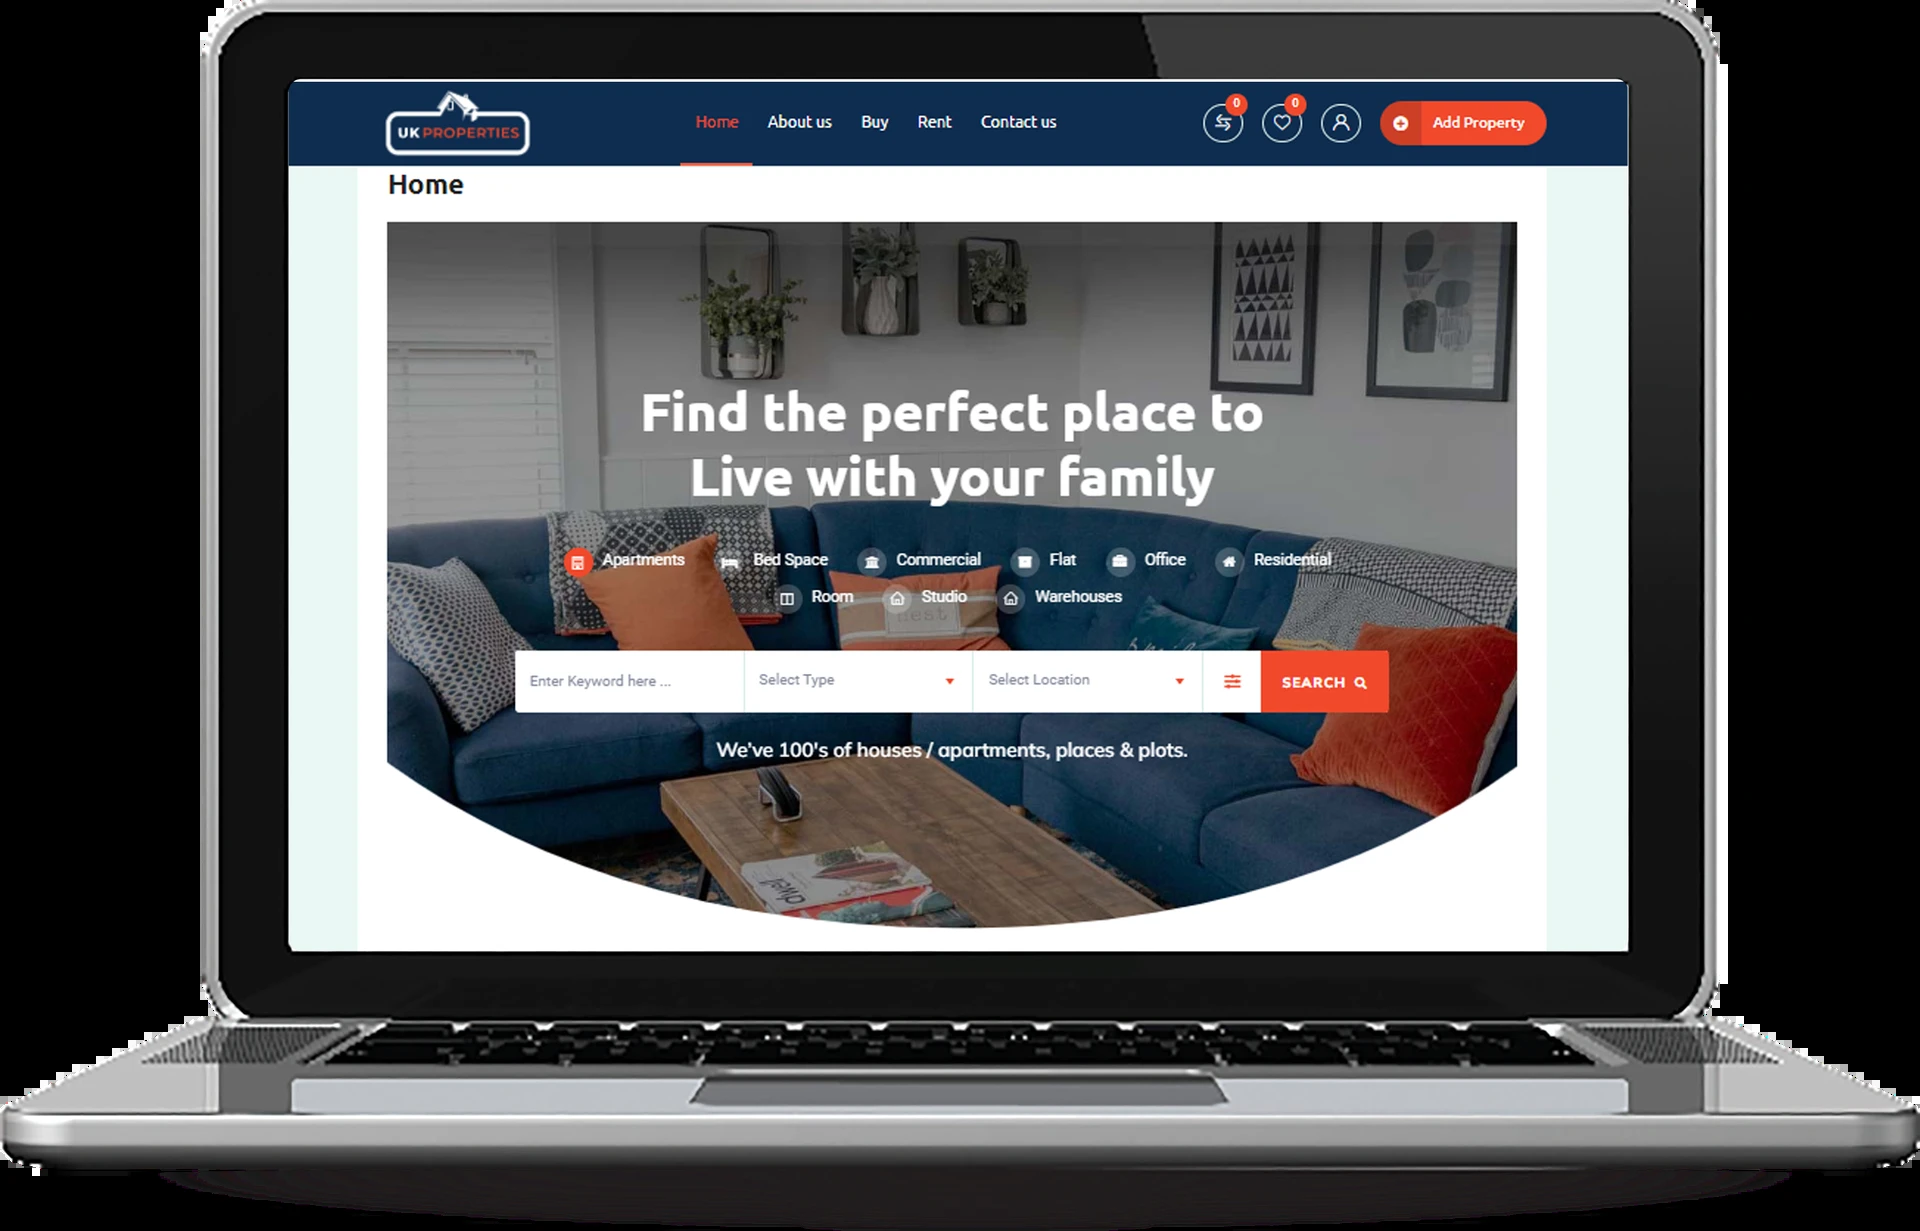 UK PROPERTIES
Home About us Buy Rent Contact us
0 0
Add Property
Home
Find the perfect place to
Live with your family
Apartments Bed Space Commercial Flat Office Residential
Room Studio Warehouses
Enter Keyword here ... Select Type Select Location SEARCH
We've 100's of houses / apartments, places & plots.
dwell